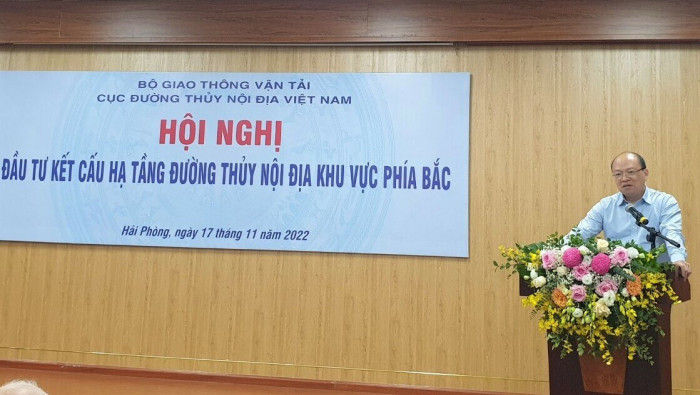 BỘ GIAO THÔNG VẬN TẢI
CỤC ĐƯỜNG THỦY NỘI ĐỊA VIỆT NAM
HỘI NGHỊ
ĐẦU TƯ KẾT CẤU HẠ TẦNG ĐƯỜNG THỦY NỘI ĐỊA KHU VỰC PHÍA BẮC
Hải Phòng, ngày 17 tháng 11 năm 2022